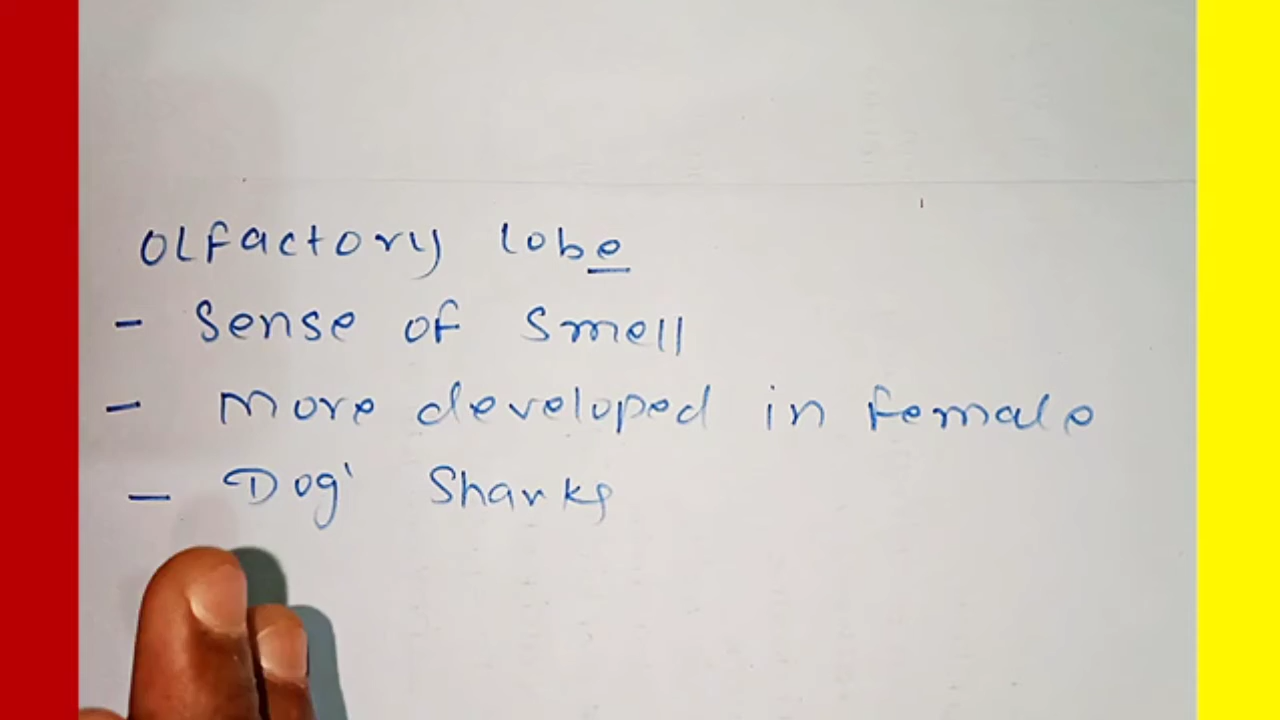 Olfactory lobe
- Sense of smell
- More developed in female
- Dog' Sharks